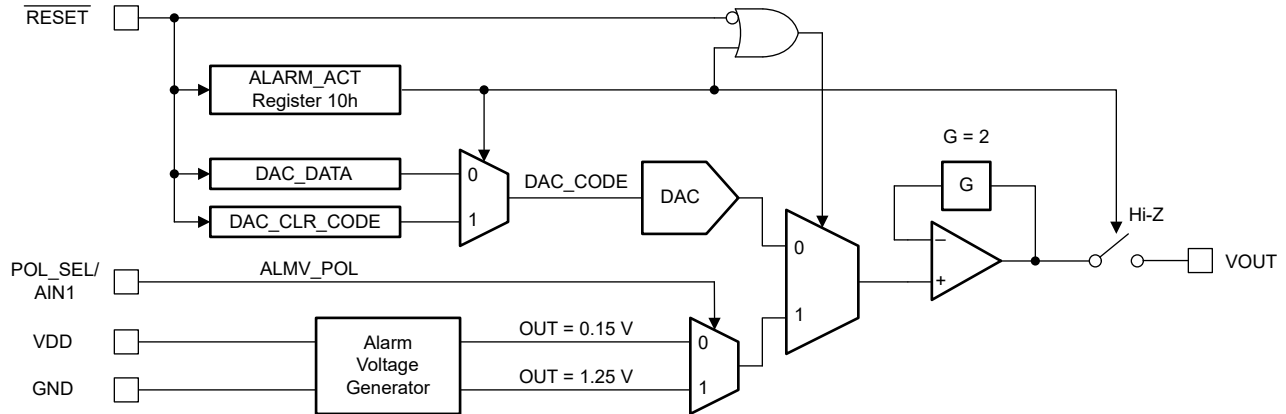 RESET
ALARM_ACT
Register 10h
G = 2
DAC_DATA
0
DAC_CODE
DAC
G
DAC_CLR_CODE
1
Hi-Z
0
–
VOUT
POL_SEL/
AIN1
ALMV_POL
+
1
VDD
Alarm
Voltage
Generator
OUT = 0.15 V
0
GND
OUT = 1.25 V
1